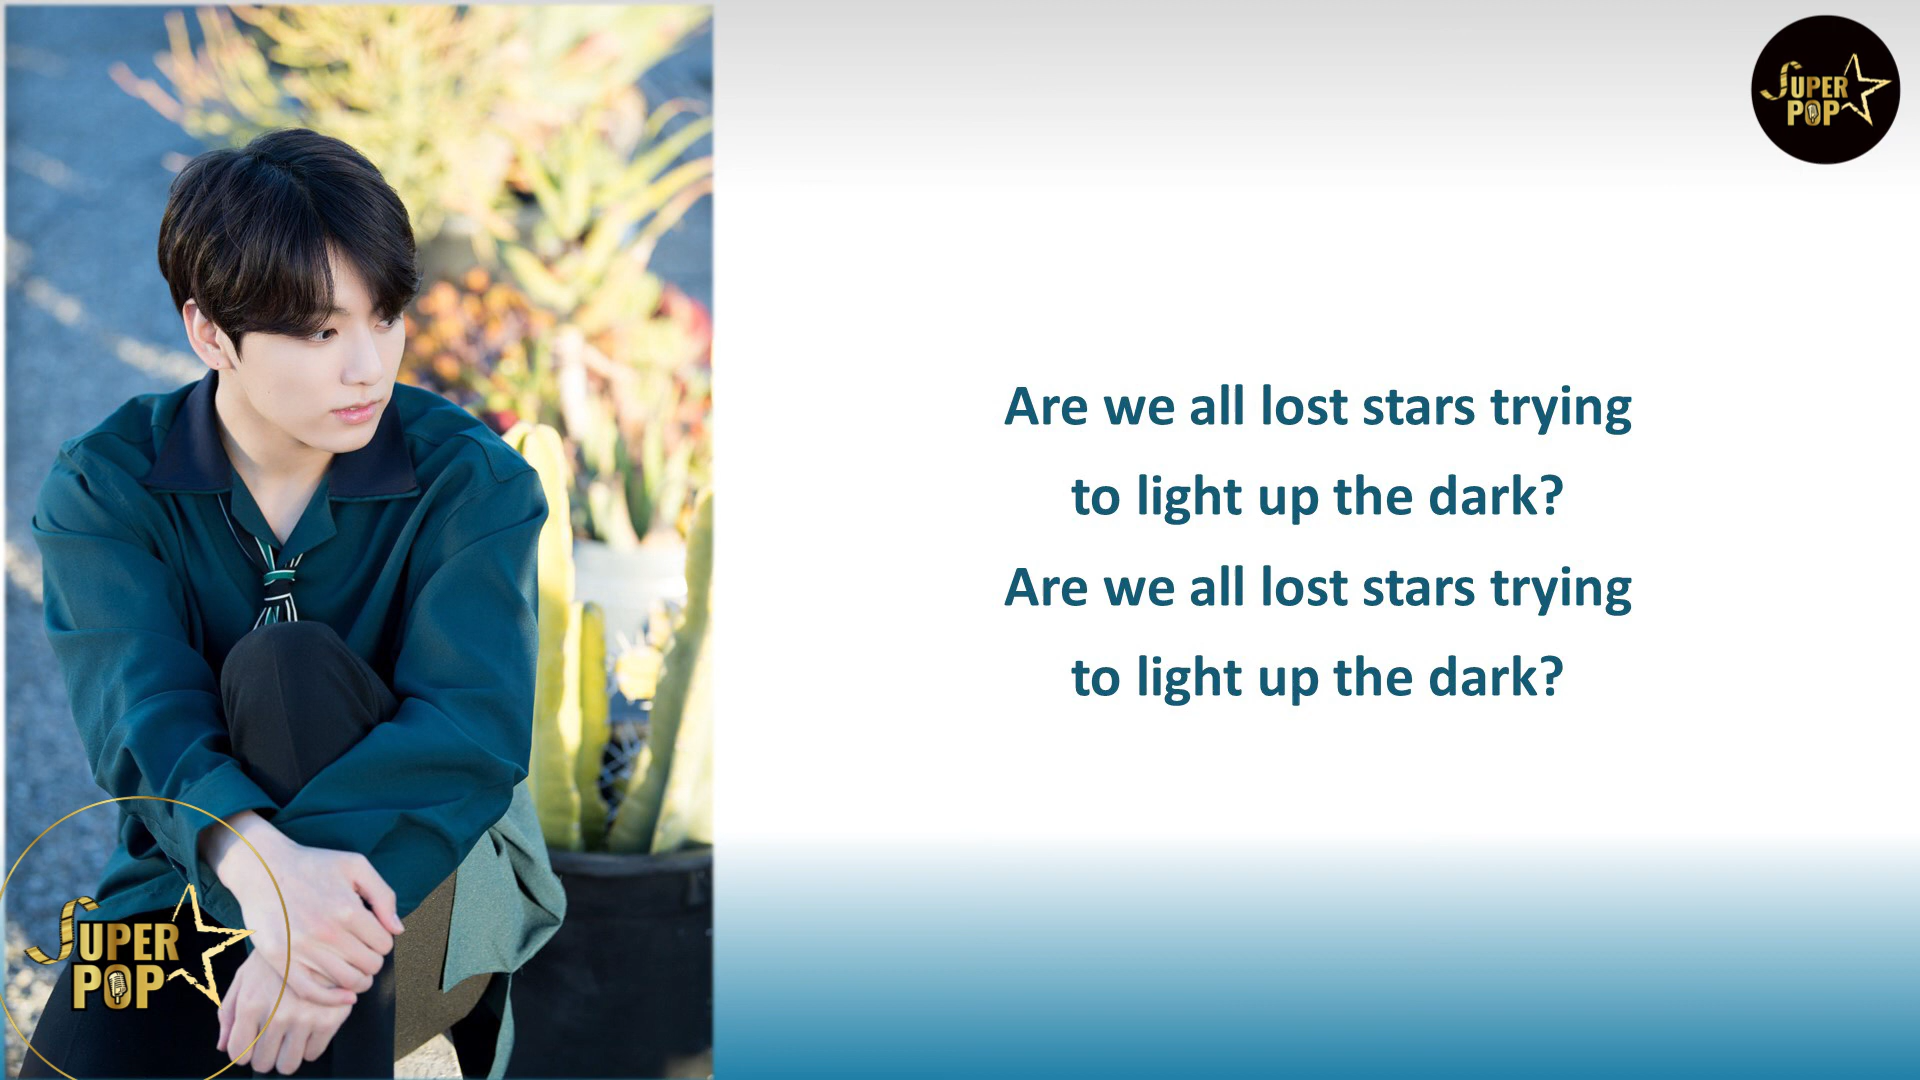 SUPER
POP
Are we all lost stars trying
to light up the dark?
Are we all lost stars trying
to light up the dark?
SUPER
POP